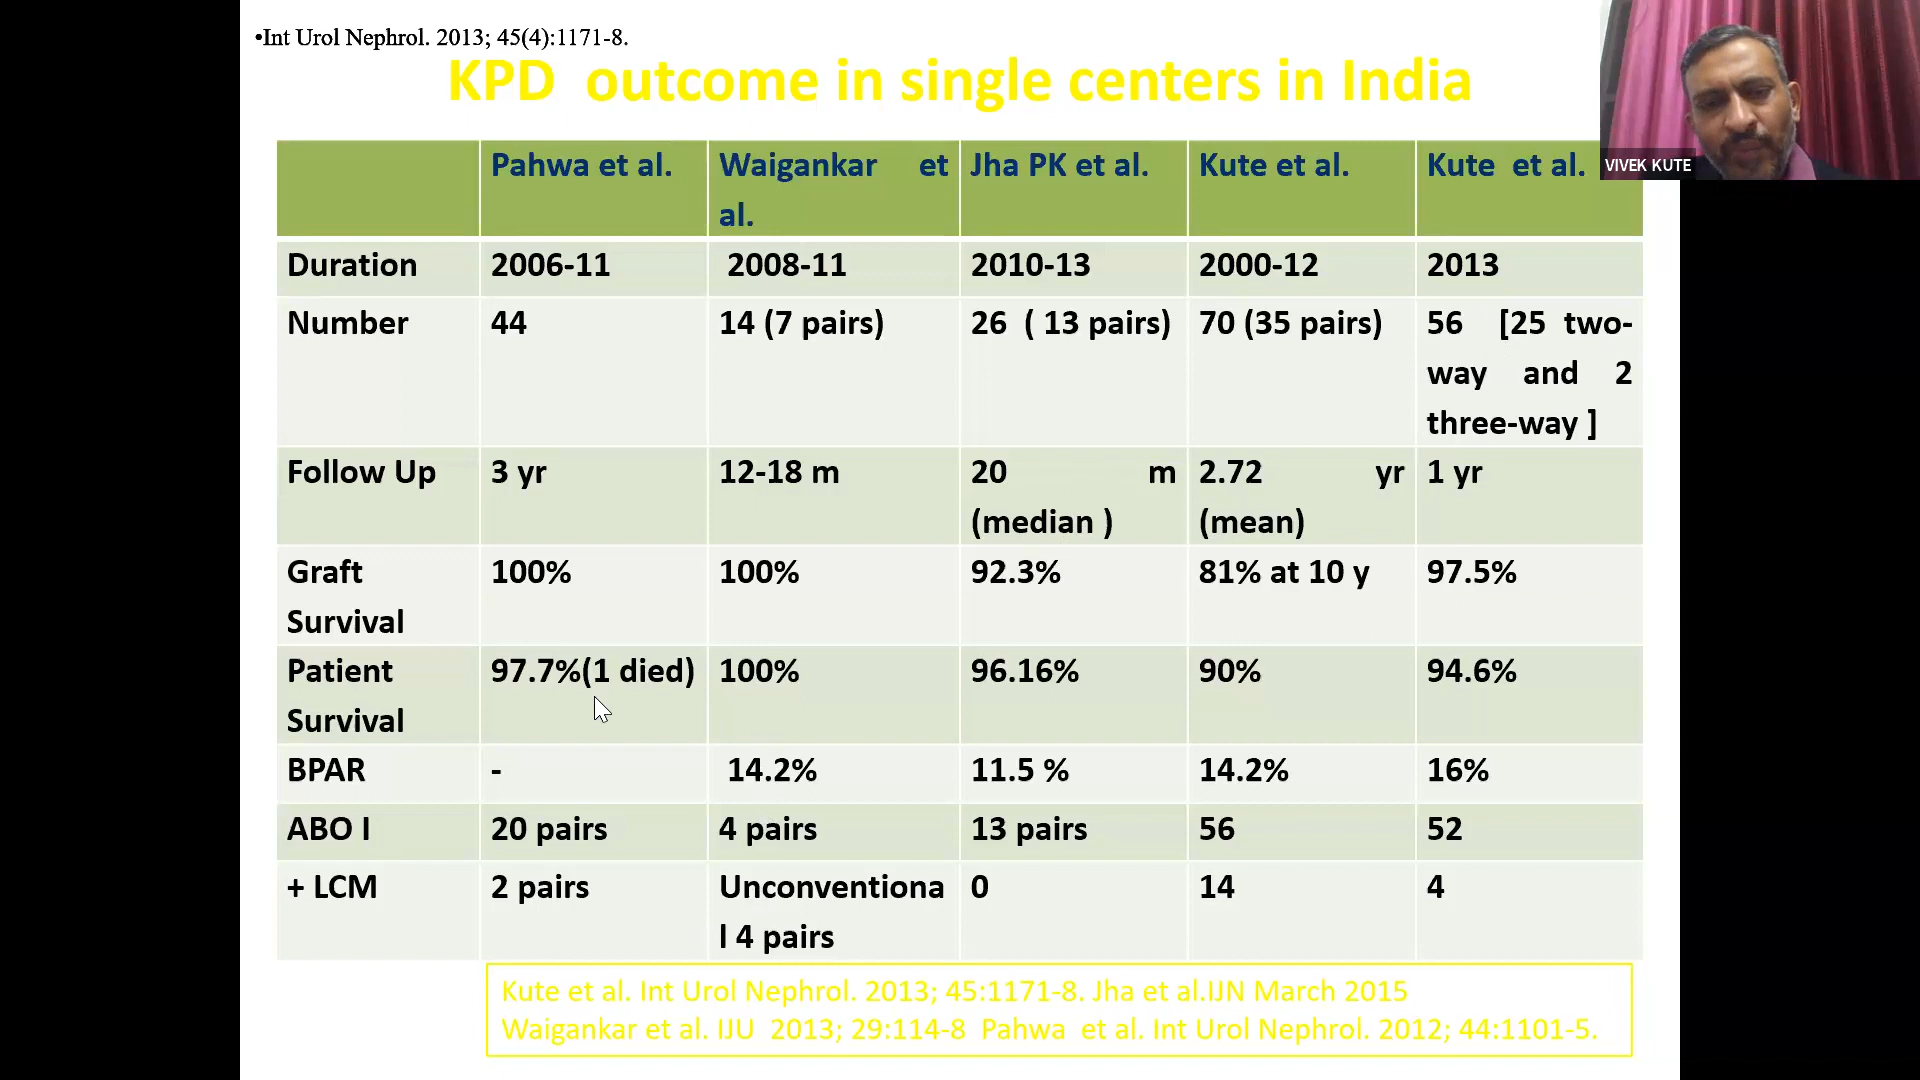 •Int Urol Nephrol. 2013; 45(4):1171-8.
KPD outcome in single centers in India
VIVEK KUTE
Pahwa et al. Waigankar et al. Jha PK et al. Kute et al. Kute et al.
Duration 2006-11 2008-11 2010-13 2000-12 2013
Number 44 14 (7 pairs) 26 ( 13 pairs) 70 (35 pairs) 56 [25 two-way and 2 three-way ]
Follow Up 3 yr 12-18 m 20 m (median ) 2.72 yr (mean) 1 yr
Graft Survival 100% 100% 92.3% 81% at 10 y 97.5%
Patient Survival 97.7%(1 died) 100% 96.16% 90% 94.6%
BPAR - 14.2% 11.5 % 14.2% 16%
ABO I 20 pairs 4 pairs 13 pairs 56 52
+ LCM 2 pairs Unconventional 4 pairs 0 14 4
Kute et al. Int Urol Nephrol. 2013; 45:1171-8. Jha et al.IJN March 2015
Waigankar et al. IJU 2013; 29:114-8 Pahwa et al. Int Urol Nephrol. 2012; 44:1101-5.